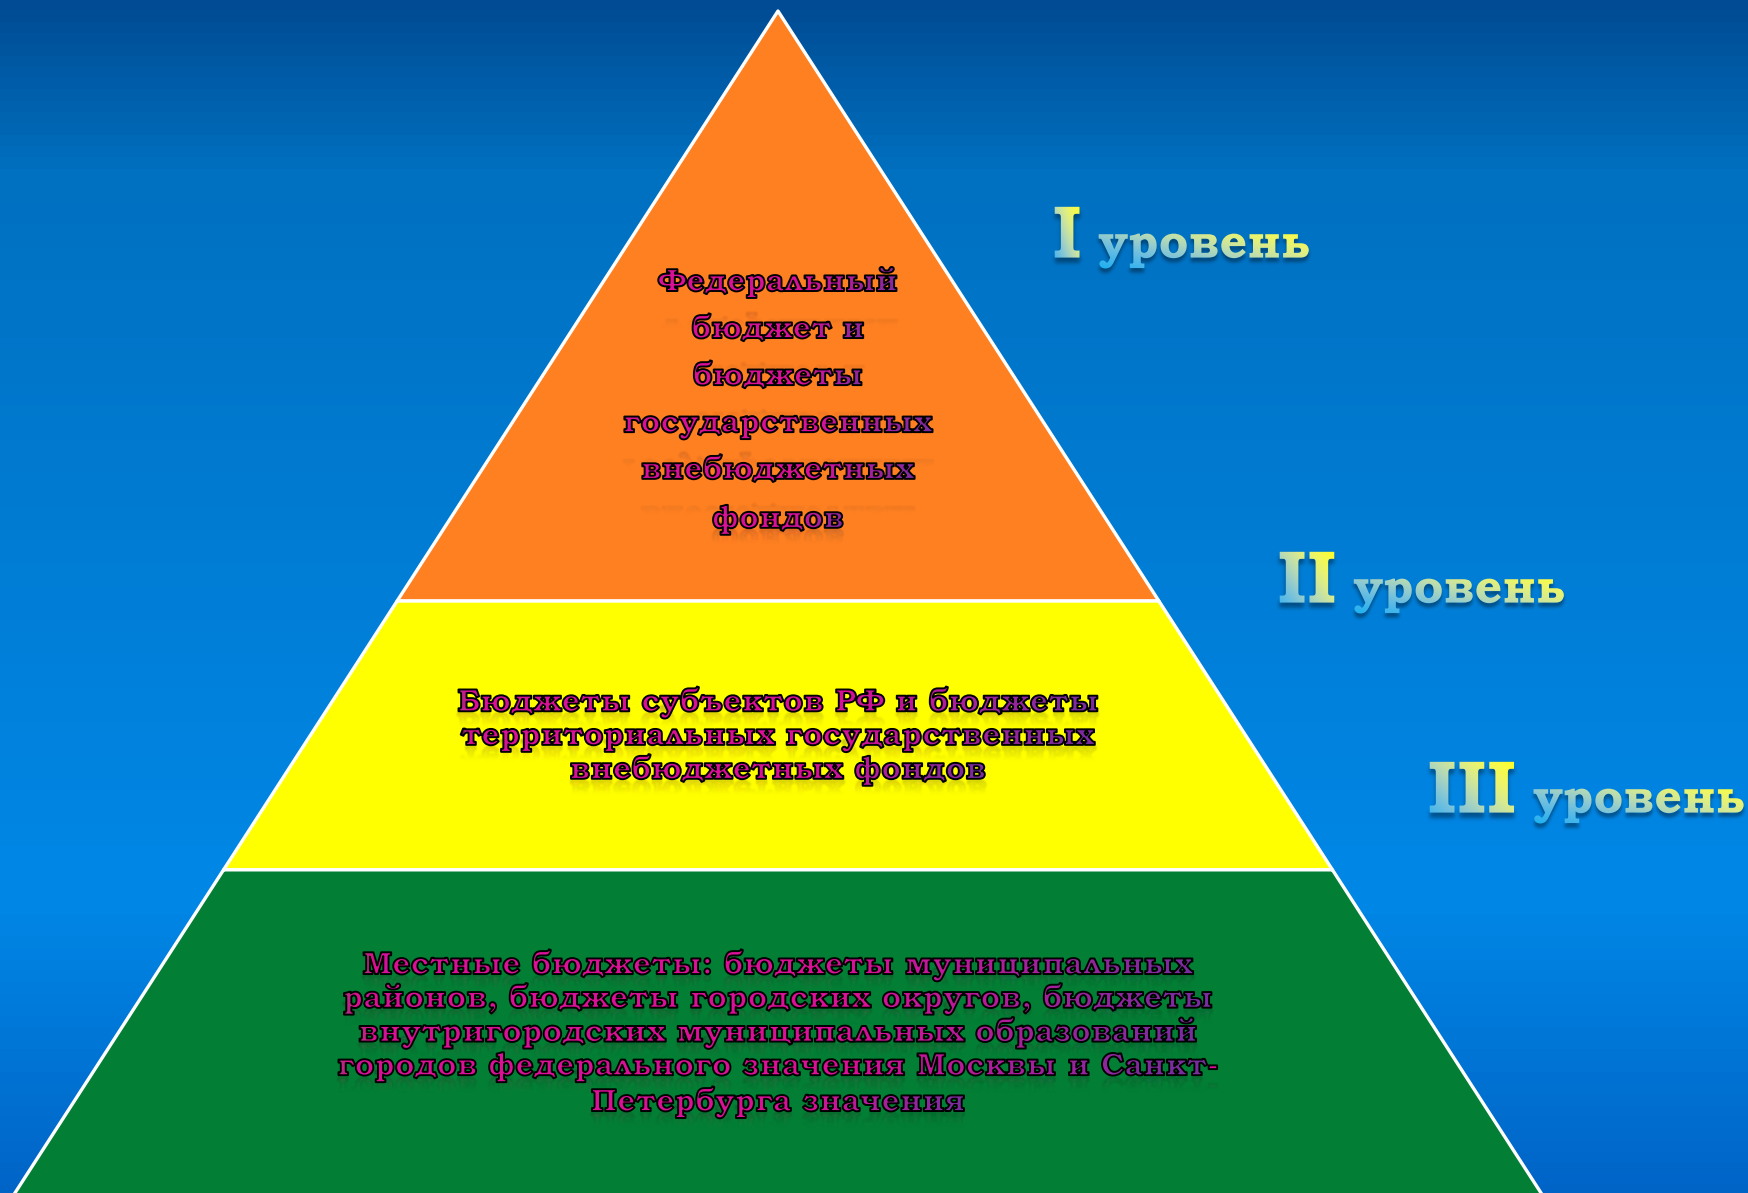 I уровень
Федеральный
бюджет и
бюджеты
государственных
внебюджетных
фондов
II уровень
Бюджеты субъектов РФ и бюджеты
территориальных государственных
внебюджетных фондов
III уровень
Местные бюджеты: бюджеты муниципальных
районов, бюджеты городских округов, бюджеты
внутригородских муниципальных образований
городов федерального значения Москвы и Санкт-
Петербурга значения